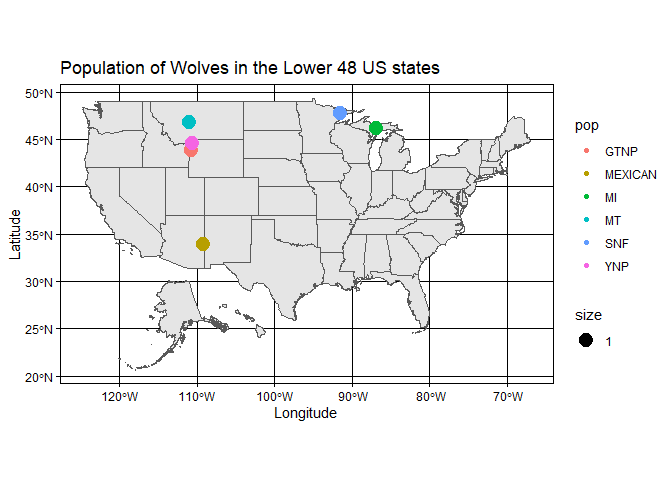 Population of Wolves in the Lower 48 US states
50°N
45°N
40°N
35°N
30°N
25°N
20°N
Latitude
120°W
110°W
100°W
90°W
80°W
70°W
Longitude
pop
GTNP
MEXICAN
MI
MT
SNF
YNP
size
1